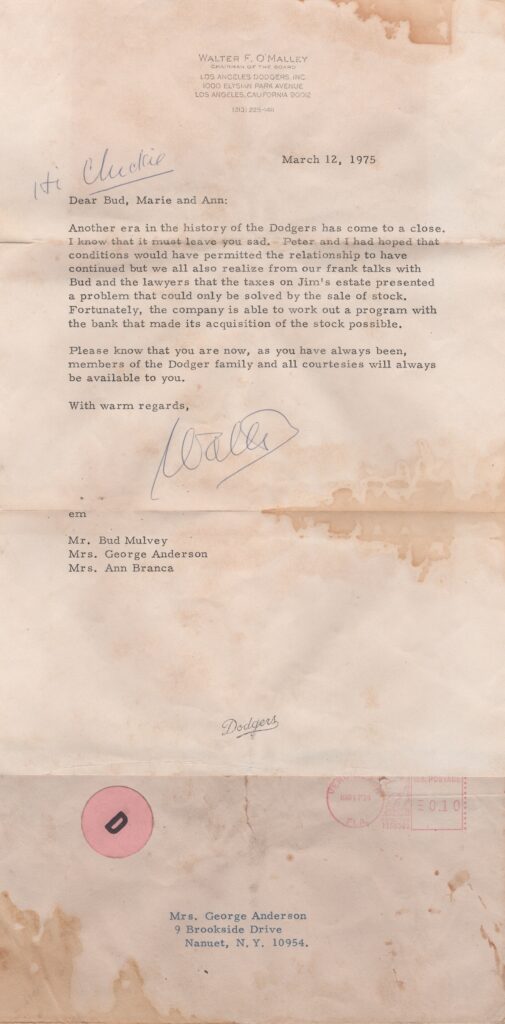 WALTER F. O'MALLEY
CHAIRMAN OF THE BOARD
LOS ANGELES DODGERS, INC.
1000 ELYSIAN PARK AVENUE
LOS ANGELES, CALIFORNIA 90012
March 12, 1975
Hi Chickie
Dear Bud, Marie and Ann:
Another era in the history of the Dodgers has come to a close.
I know that it must leave you sad. Peter and I had hoped that
conditions would have permitted the relationship to have
continued but we all also realize from our frank talks with
Bud and the lawyers that the taxes on Jim's estate presented
a problem that could only be solved by the sale of stock.
Fortunately, the company is able to work out a program with
the bank that made its acquisition of the stock possible.
Please know that you are now, as you have always been,
members of the Dodger family and all courtesies will always
be available to you.
With warm regards,
Walter
em
Mr. Bud Mulvey
Mrs. George Anderson
Mrs. Ann Branca
Dodgers
D
FLA.
U.S. POSTAGE
0.10
Mrs. George Anderson
9 Brookside Drive
Nanuet, N. Y. 10954.